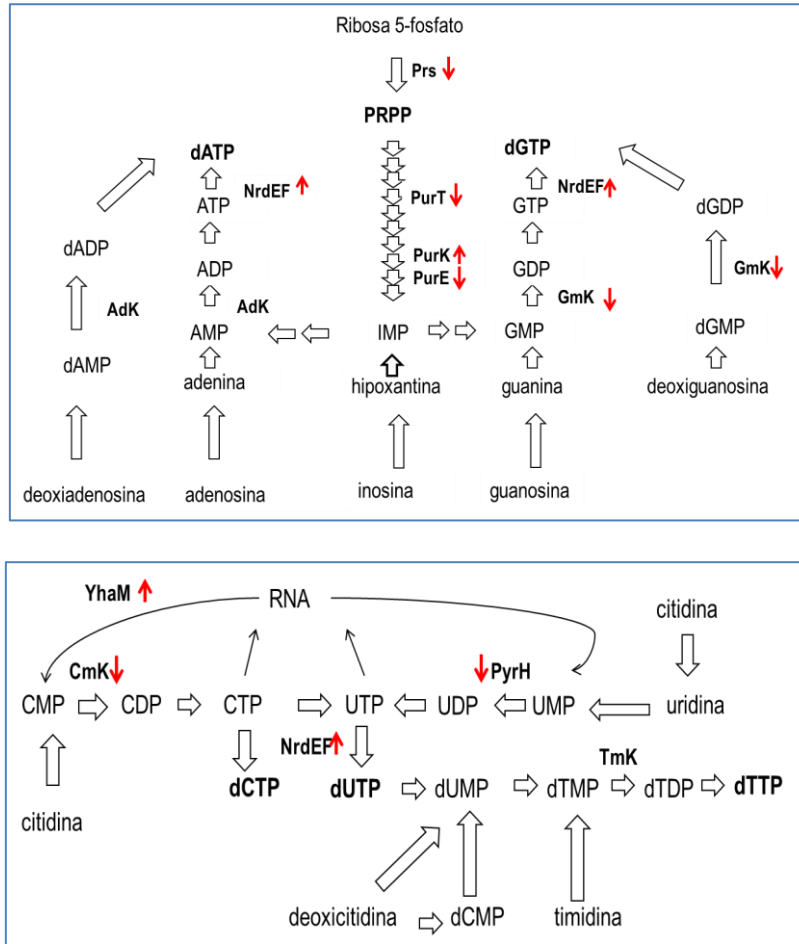 Ribosa 5-fosfato
Prs
PRPP
dATP
dGTP
NrdEF
PurT
NrdEF
ATP
GTP
dGDP
dADP
PurK
ADP
PurE
GDP
GmK
AdK
AdK
GmK
AMP
IMP
GMP
dGMP
dAMP
adenina
hipoxantina
guanina
deoxiguanosina
deoxiadenosina
adenosina
inosina
guanosina
YhaM
RNA
citidina
CmK
PyrH
CMP
CDP
CTP
UTP
UDP
UMP
uridina
NrdEF
TmK
dCTP
dUTP
dUMP
dTMP
dTDP
dTTP
citidina
deoxicitidina
dCMP
timidina